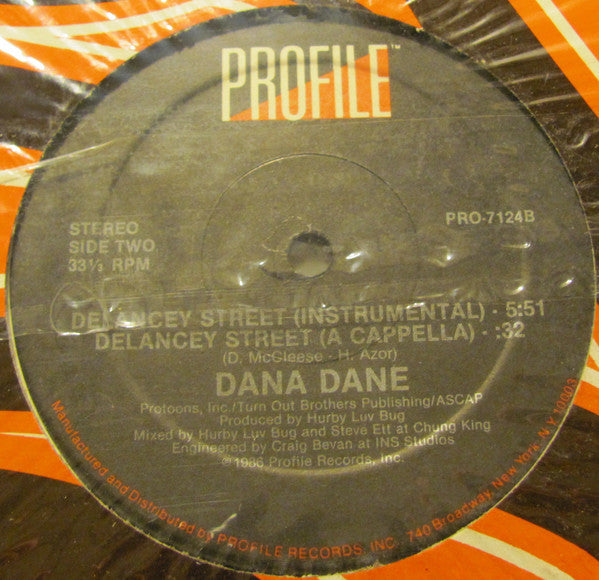 PROFILE™
STEREO
SIDE TWO
33⅓ RPM
PRO-7124B
DELANCEY STREET (INSTRUMENTAL) - 5:51
DELANCEY STREET (A CAPPELLA) - :32
(D. McCleese - H. Azor)
DANA DANE
Protoons, Inc./Turn Out Brothers Publishing/ASCAP
Produced by Hurby Luv Bug
Mixed by Hurby Luv Bug and Steve Ett at Chung King
Engineered by Craig Bevan at INS Studios
©1986 Profile Records, Inc.
Manufactured and Distributed by PROFILE RECORDS, INC. 740 Broadway, New York, N.Y. 10003